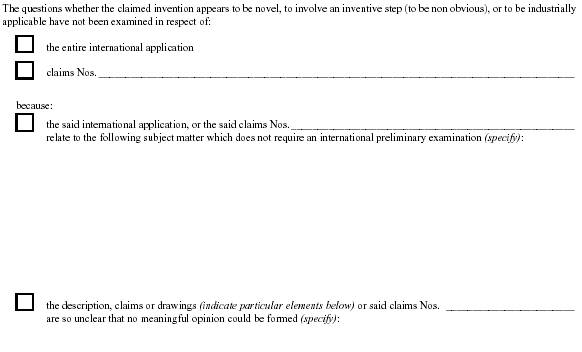 The questions whether the claimed invention appears to be novel, to involve an inventive step (to be non obvious), or to be industrially
applicable have not been examined in respect of:
the entire international application
claims Nos.
because:
the said international application, or the said claims Nos.
relate to the following subject matter which does not require an international preliminary examination (specify):
the description, claims or drawings (indicate particular elements below) or said claims Nos.
are so unclear that no meaningful opinion could be formed (specify):